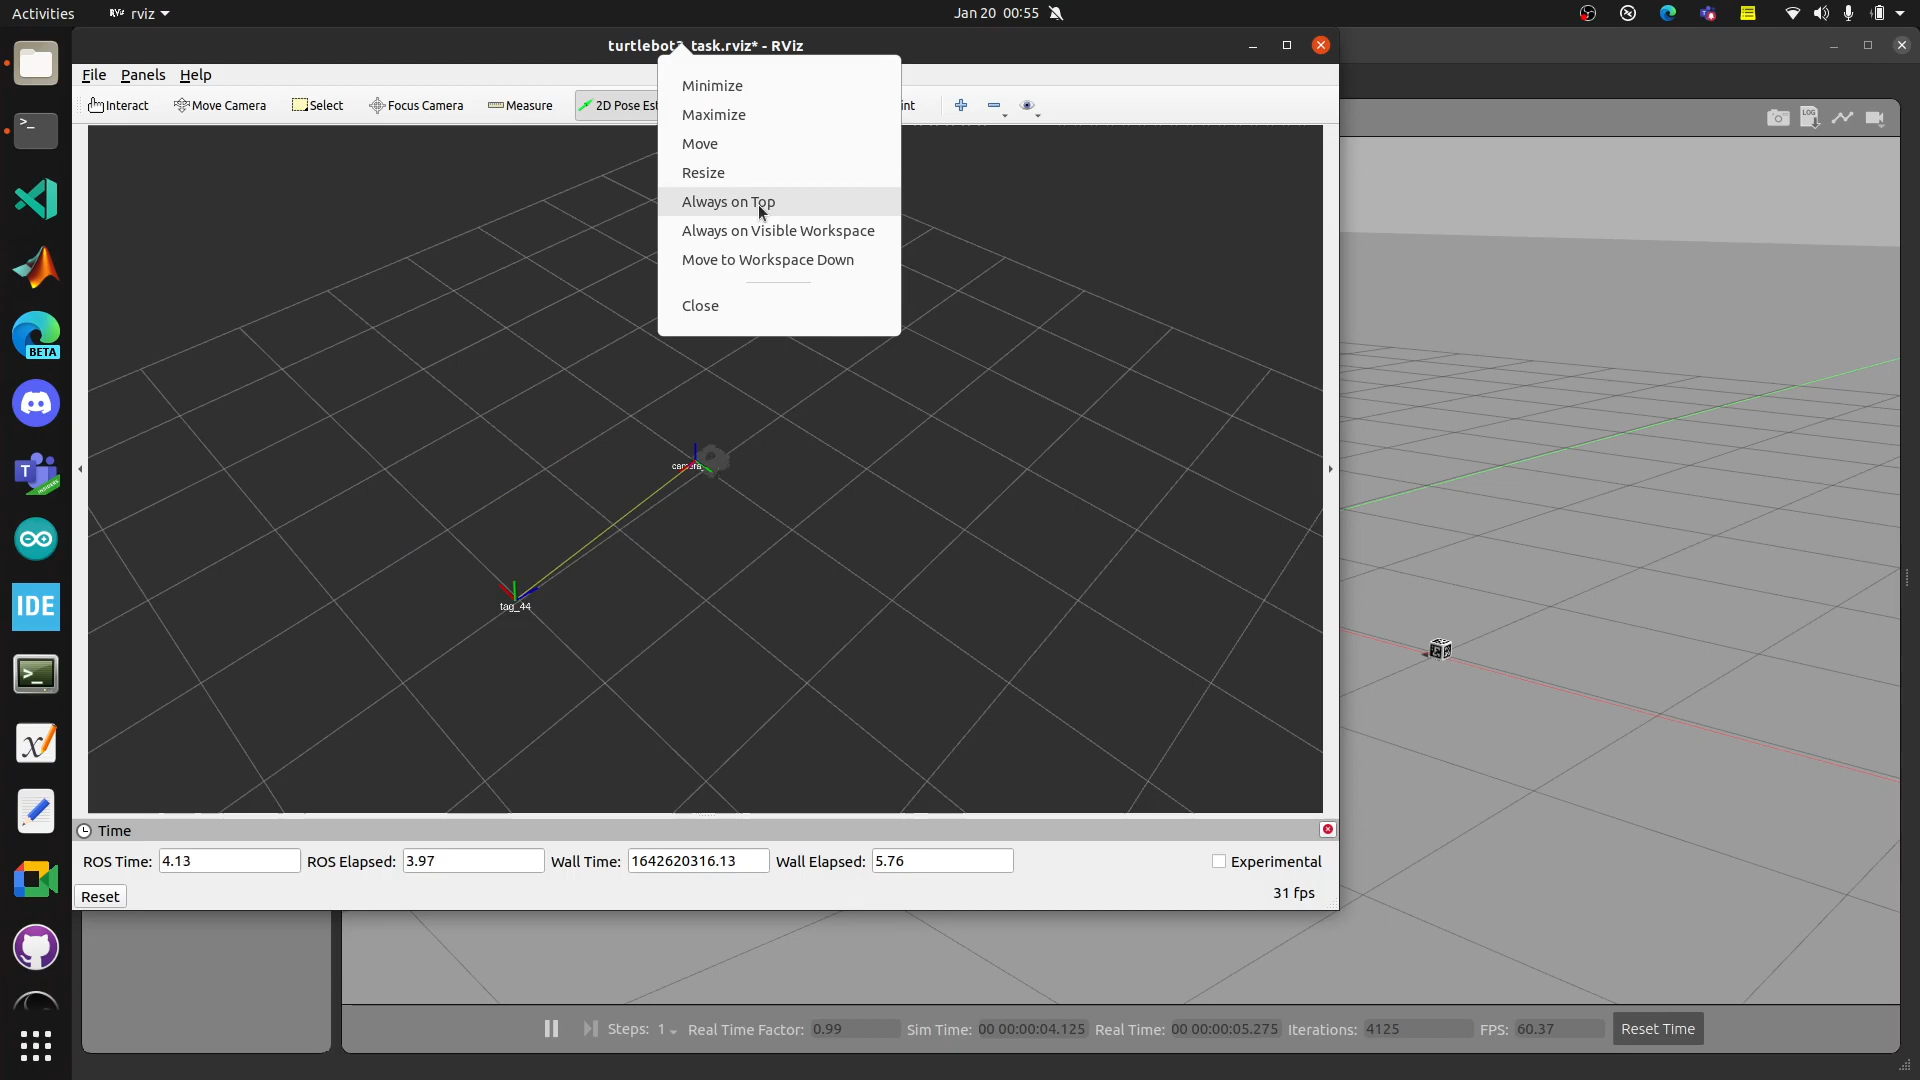 Activities
RViz rviz
Jan 20 00:55
turtlebot3_task.rviz* - RViz
File Panels Help
Interact Move Camera Select Focus Camera Measure 2D Pose Est
Minimize
Maximize
Move
Resize
Always on Top
Always on Visible Workspace
Move to Workspace Down
Close
LOG
BETA
T
IDE
>_
tag_44
Time
ROS Time: 4.13 ROS Elapsed: 3.97 Wall Time: 1642620316.13 Wall Elapsed: 5.76 Experimental
Reset 31 fps
Steps: 1 Real Time Factor: 0.99 Sim Time: 00 00:00:04.125 Real Time: 00 00:00:05.275 Iterations: 4125 FPS: 60.37 Reset Time